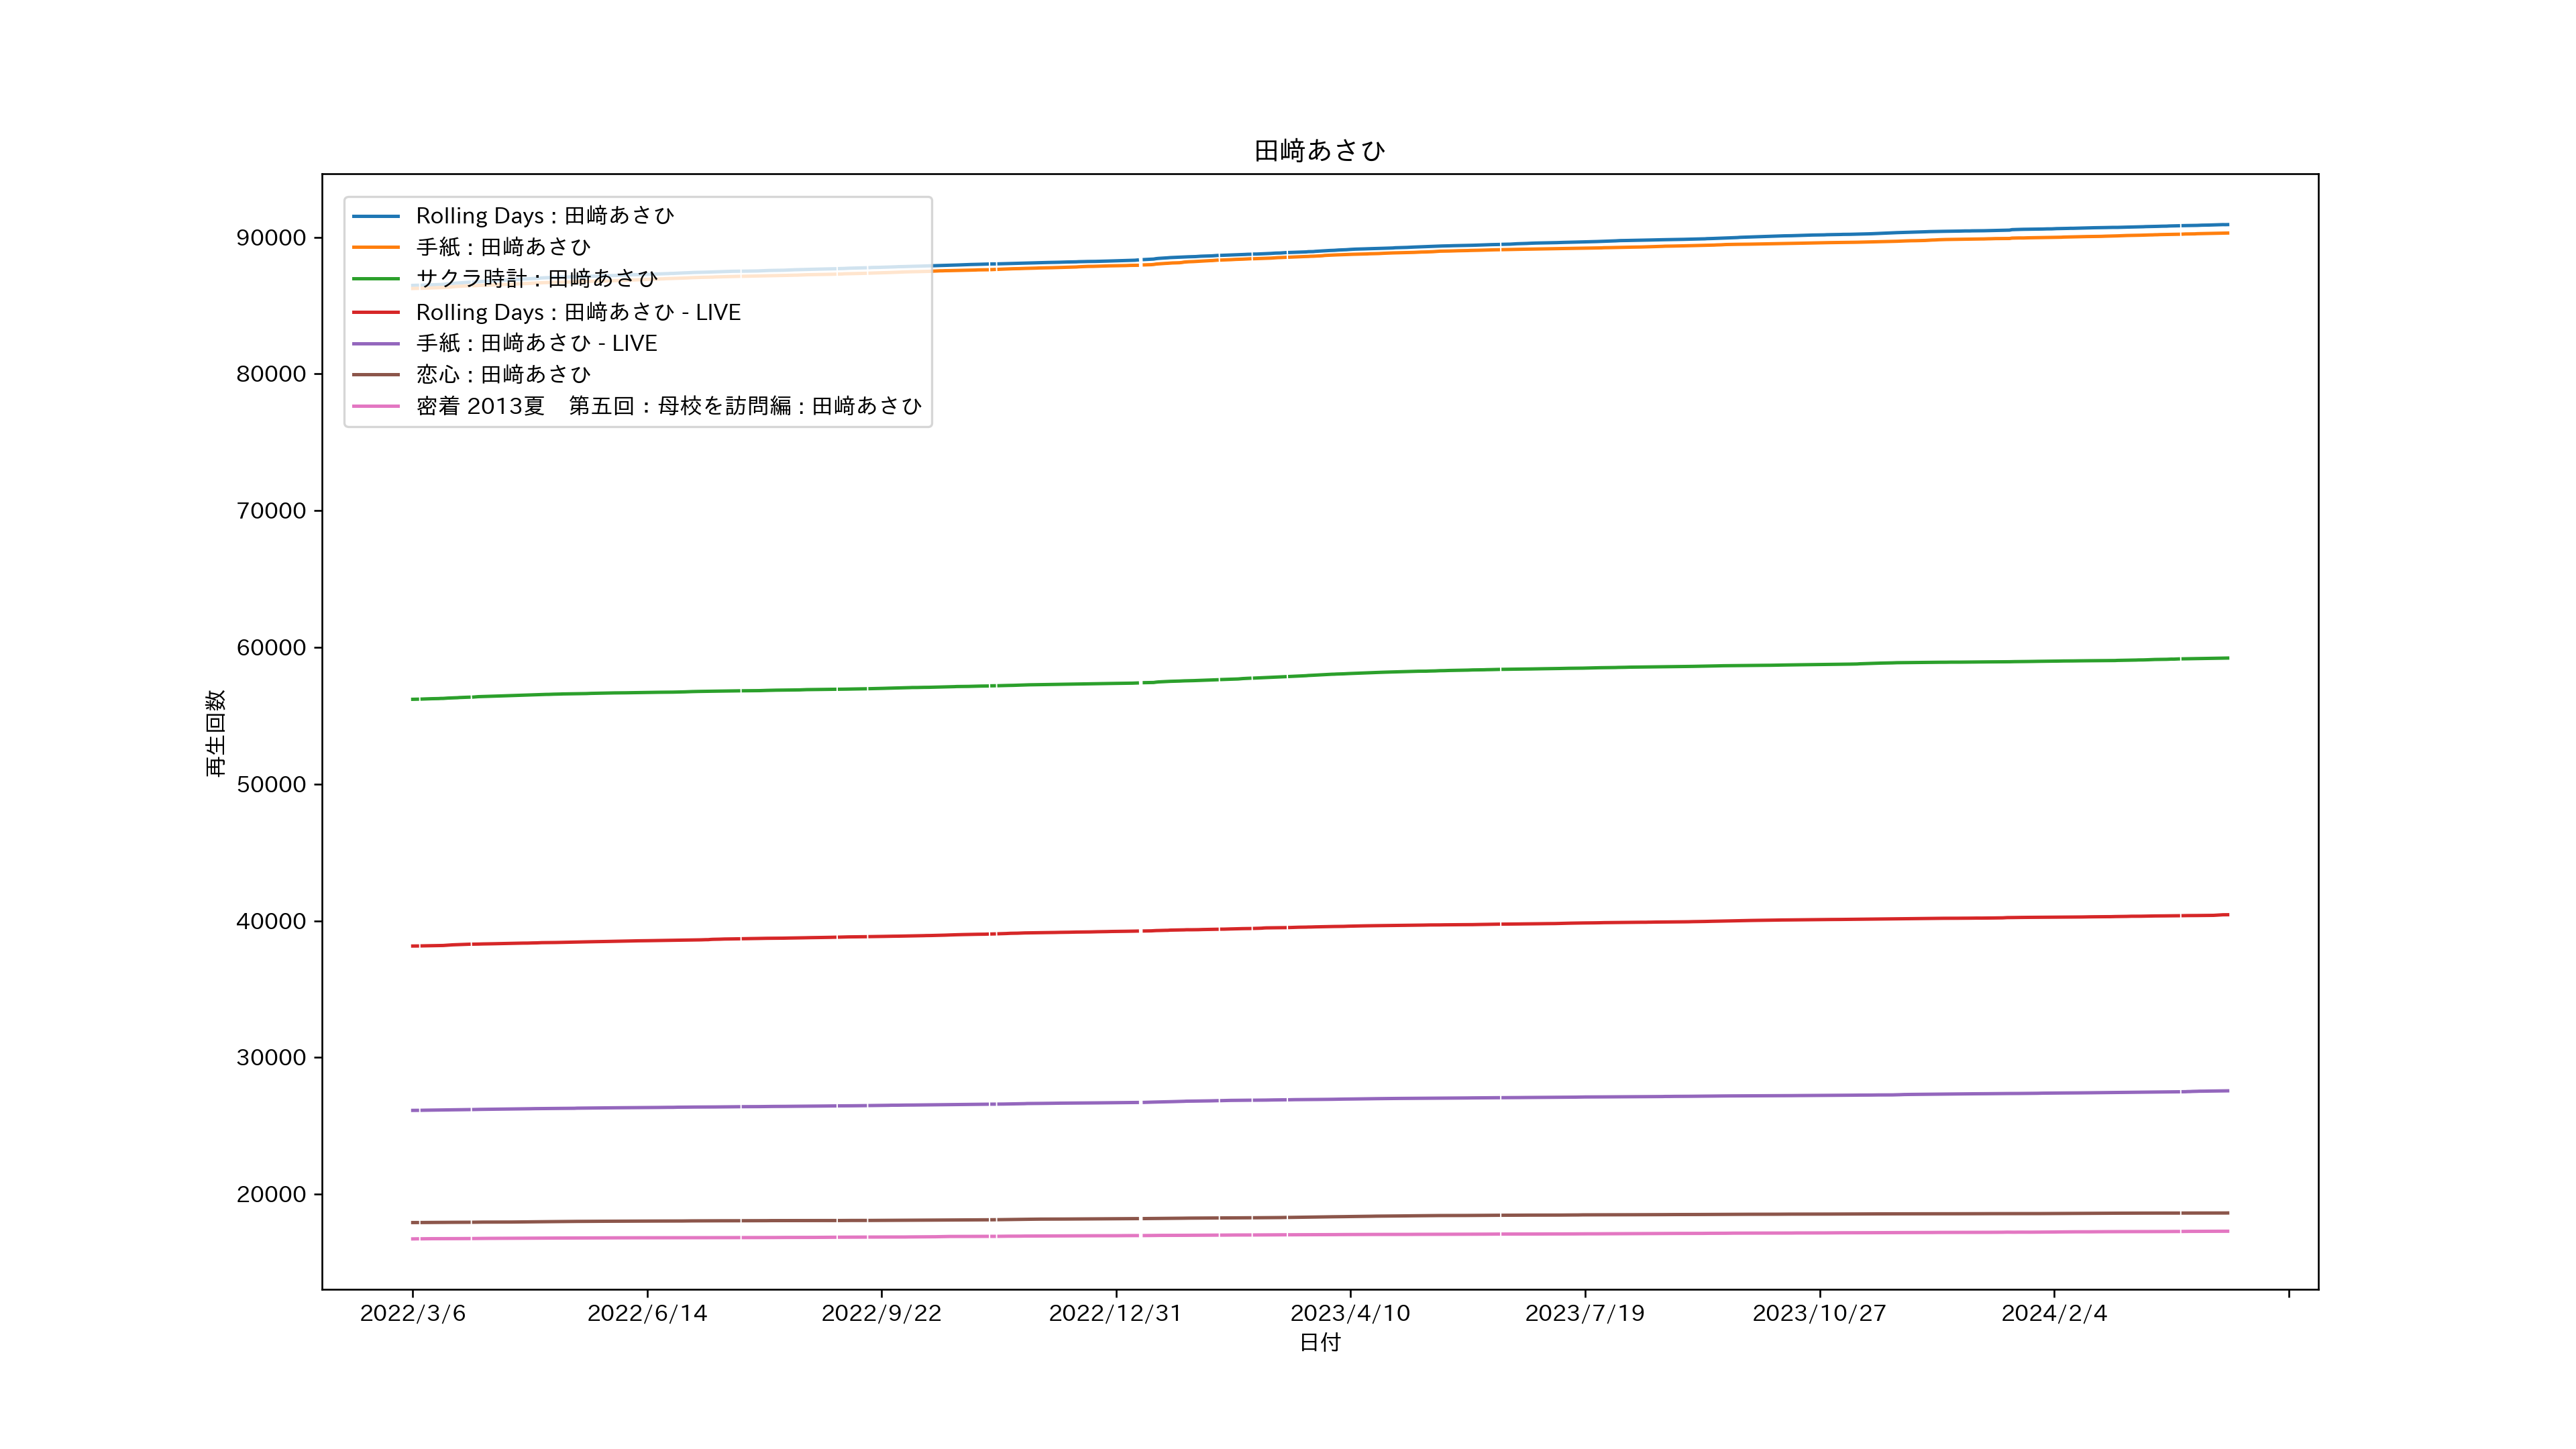 田﨑あさひ
Rolling Days : 田﨑あさひ
手紙 : 田﨑あさひ
サクラ時計 : 田﨑あさひ
Rolling Days : 田﨑あさひ - LIVE
手紙 : 田﨑あさひ - LIVE
恋心 : 田﨑あさひ
密着 2013夏　第五回：母校を訪問編 : 田﨑あさひ
90000
80000
70000
60000
50000
40000
30000
20000
再生回数
2022/3/6 2022/6/14 2022/9/22 2022/12/31 2023/4/10 2023/7/19 2023/10/27 2024/2/4
日付